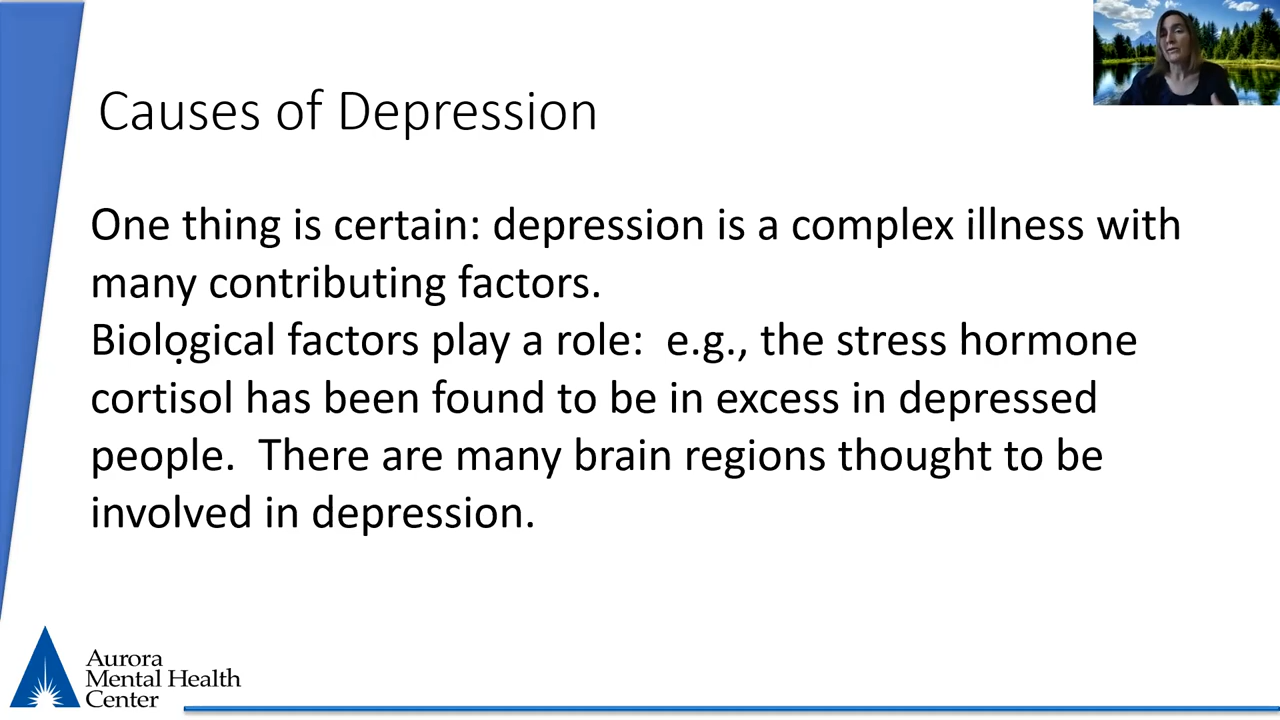 Causes of Depression
One thing is certain: depression is a complex illness with
many contributing factors.
Biological factors play a role:  e.g., the stress hormone
cortisol has been found to be in excess in depressed
people.  There are many brain regions thought to be
involved in depression.
Aurora
Mental Health
Center